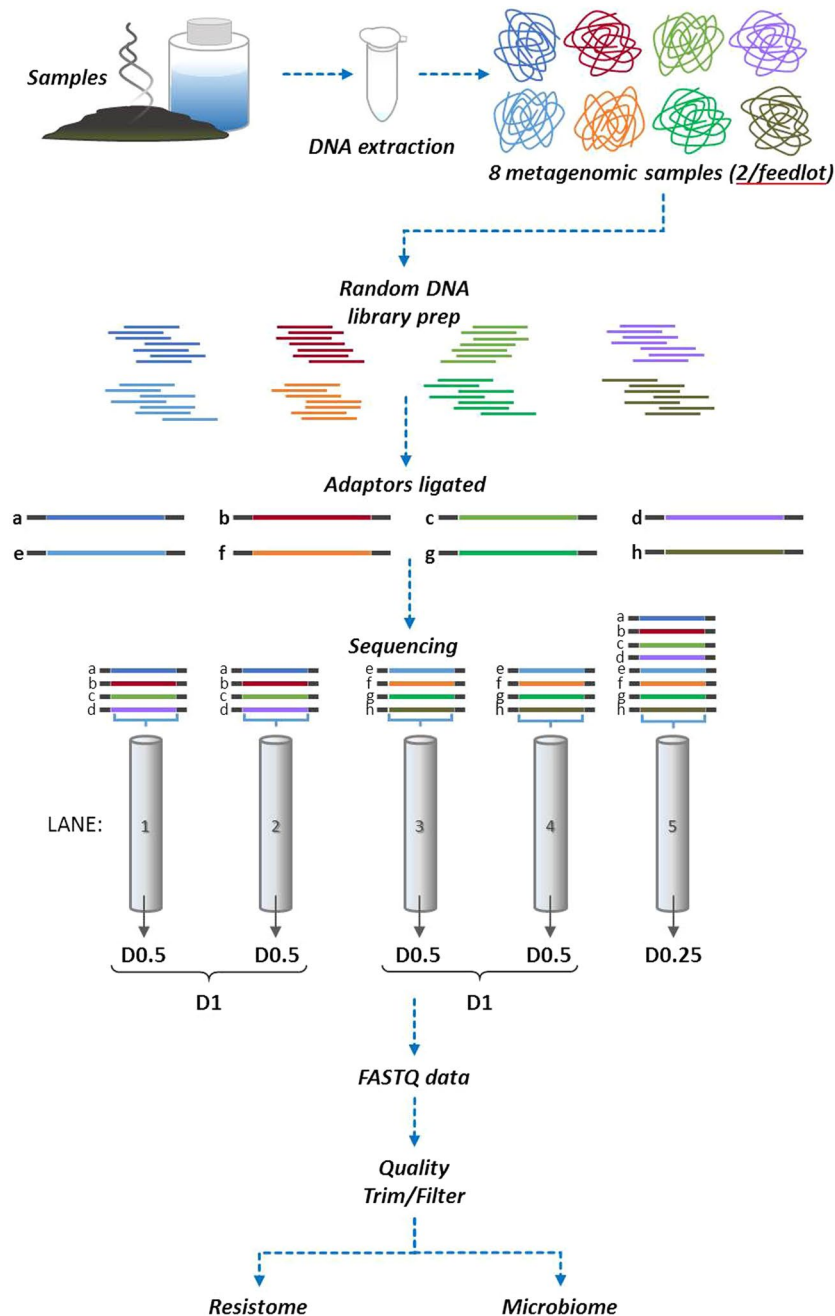 Samples
DNA extraction
8 metagenomic samples (2/feedlot)
Random DNA
library prep
Adaptors ligated
a b c d
e f g h
Sequencing
a
b
c
d
a
b
c
d
e
f
g
h
e
f
g
h
a
b
c
d
e
f
g
h
LANE: 1 2 3 4 5
D0.5 D0.5 D0.5 D0.5 D0.25
D1 D1
FASTQ data
Quality
Trim/Filter
Resistome Microbiome